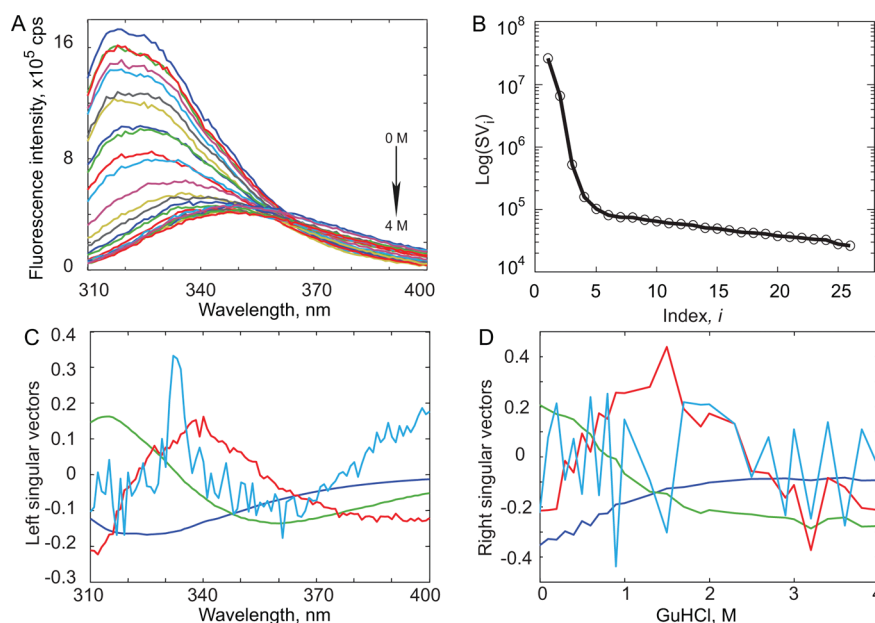 A
Fluorescence intensity, x10⁵ cps
16
8
0
0 M
4 M
310
340
370
400
Wavelength, nm
B
Log(SVᵢ)
10⁸
10⁷
10⁶
10⁵
10⁴
0
5
10
15
20
25
Index, i
C
Left singular vectors
0.4
0.3
0.2
0.1
0
-0.1
-0.2
0.3
310
340
370
400
Wavelength, nm
D
Right singular vectors
0.4
0.2
0
-0.2
-0.4
0
1
2
3
4
GuHCl, M